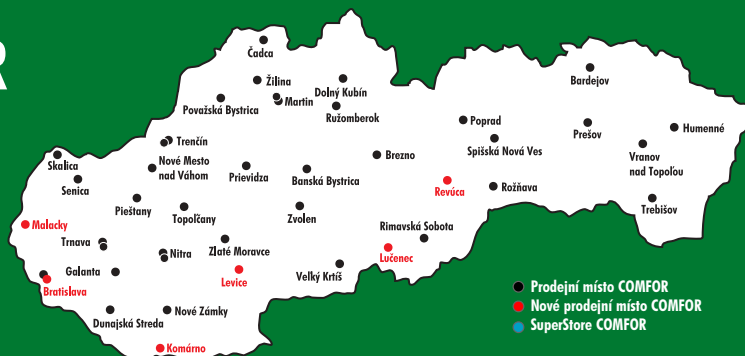 R
Čadca
Žilina
Martin
Dolný Kubín
Ružomberok
Považská Bystrica
Bardejov
Poprad
Prešov
Humenné
Trenčín
Spišská Nová Ves
Vranov
nad Topoľou
Skalica
Nové Mesto
nad Váhom
Brezno
Senica
Prievidza
Banská Bystrica
Revúca
Rožňava
Pieštany
Topoľčany
Zvolen
Trebišov
Malacky
Rimavská Sobota
Trnava
Nitra
Zlaté Moravce
Lučenec
Galanta
Levice
Veľký Krtíš
Bratislava
Dunajská Streda
Nové Zámky
Komárno
Prodejní místo COMFOR
Nové prodejní místo COMFOR
SuperStore COMFOR